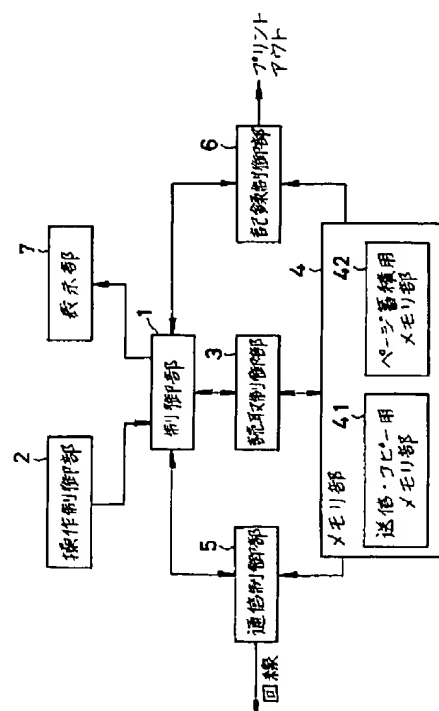 2
操作制御部
7
表示部
1
制御部
5
通信制御部
3
読取制御部
6
記録制御部
回線
プリント
アウト
4
メモリ部
41
送信・コピー用
メモリ部
42
ページ蓄積用
メモリ部